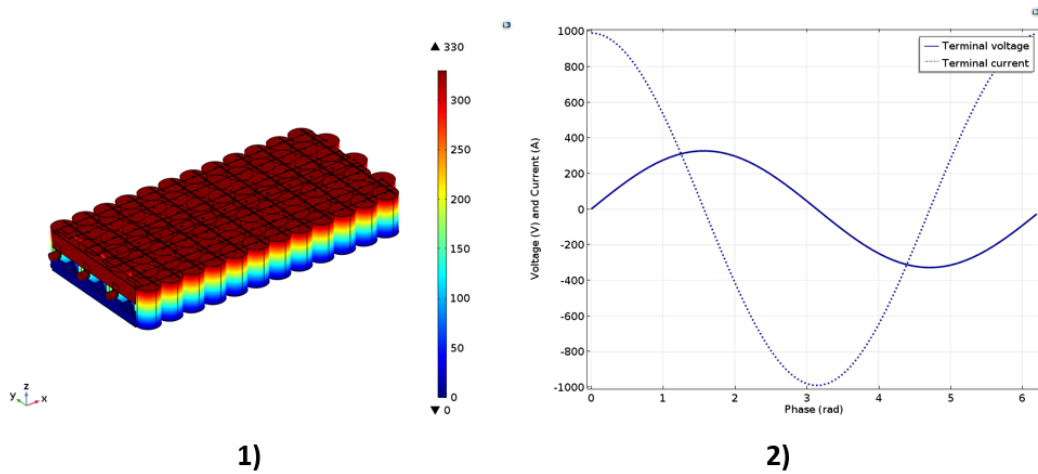 ▲ 330
300
250
200
150
100
50
0
▼ 0
z
y
x
1)
1000
800
600
400
200
0
-200
-400
-600
-800
-1000
Voltage (V) and Current (A)
Terminal voltage
Terminal current
0 1 2 3 4 5 6
Phase (rad)
2)